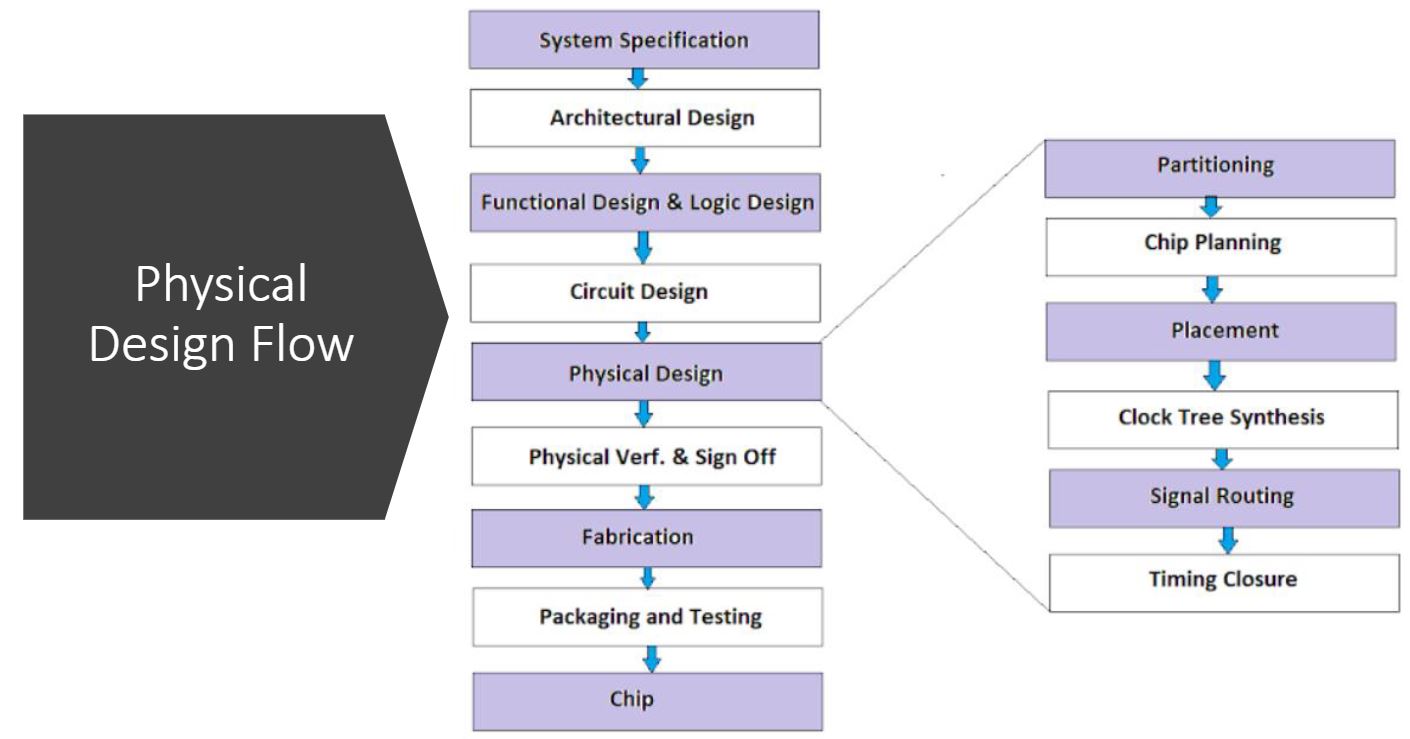 Physical
Design Flow
System Specification
Architectural Design
Functional Design & Logic Design
Circuit Design
Physical Design
Physical Verf. & Sign Off
Fabrication
Packaging and Testing
Chip
Partitioning
Chip Planning
Placement
Clock Tree Synthesis
Signal Routing
Timing Closure